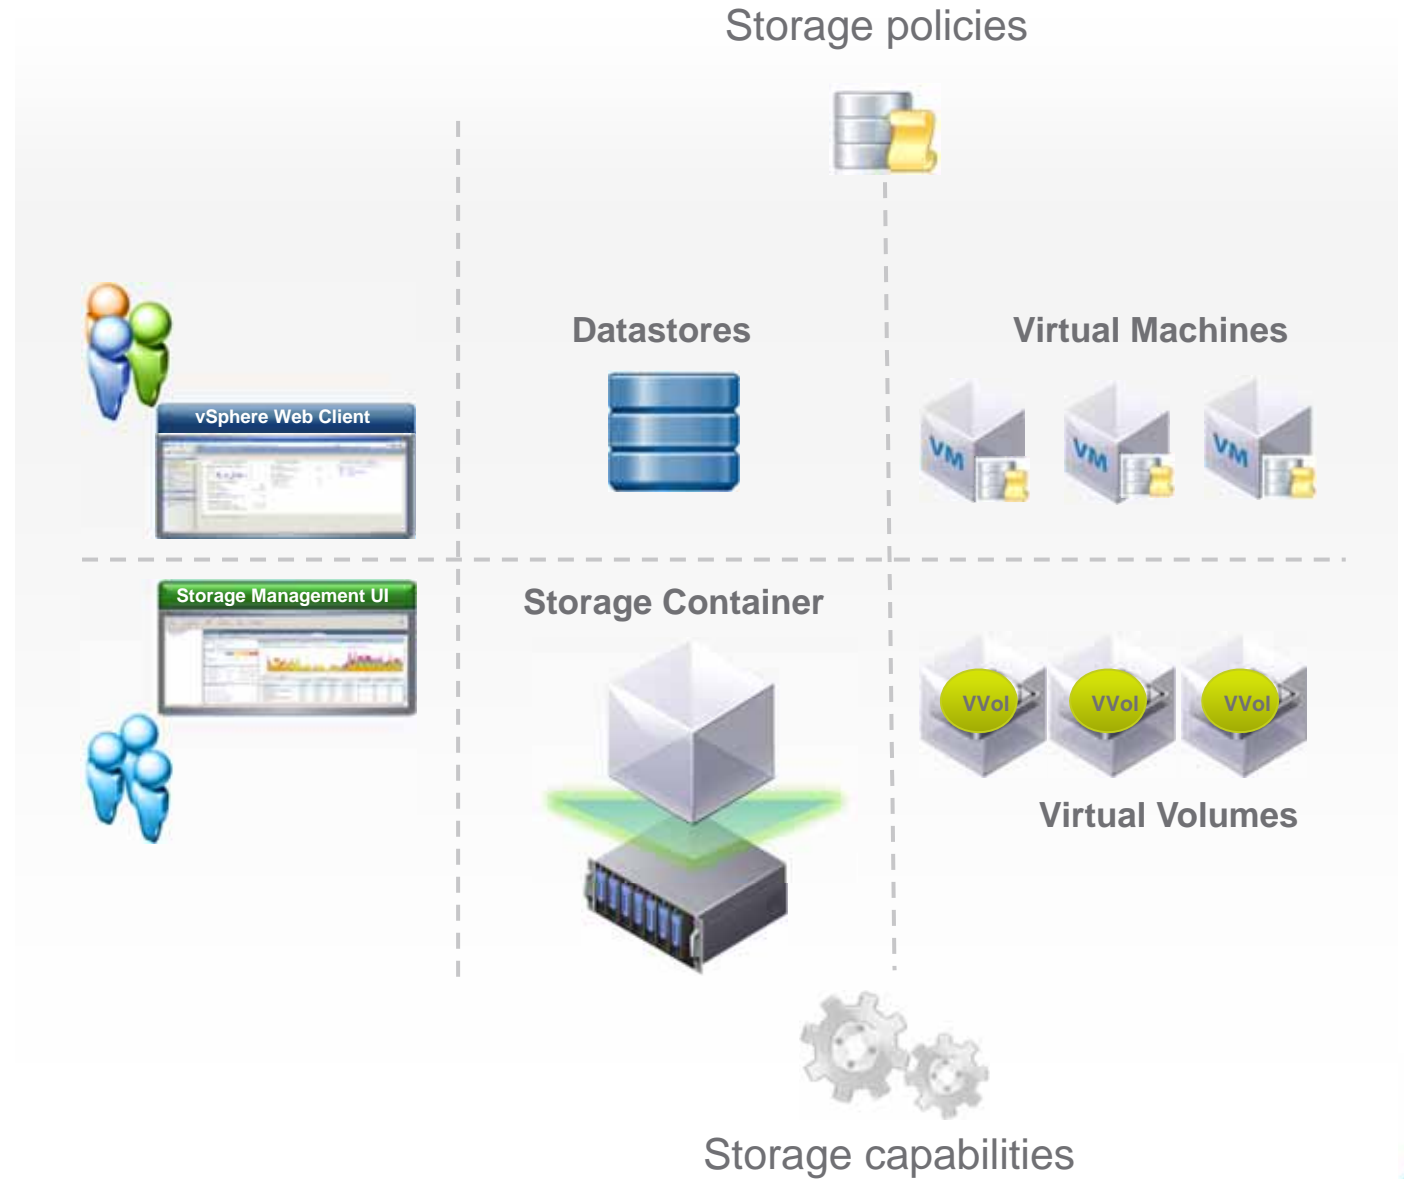 Storage policies
Datastores
Virtual Machines
vSphere Web Client
VM
VM
VM
Storage Management UI
Storage Container
VVol
VVol
VVol
Virtual Volumes
Storage capabilities